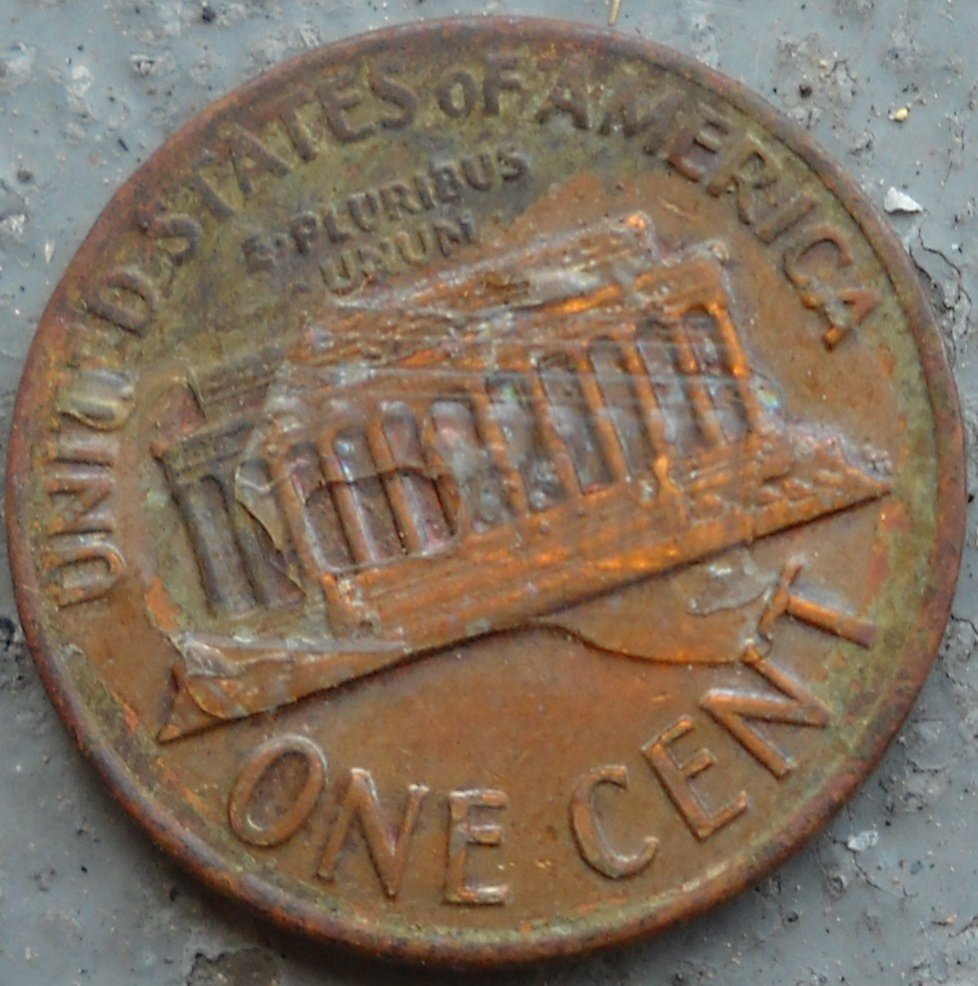 UNITED STATES OF AMERICA
E·PLURIBUS
UNUM
ONE CENT